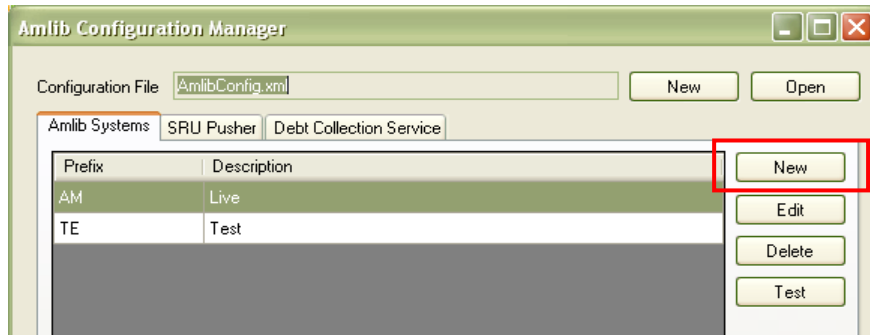 Amlib Configuration Manager
Configuration File AmlibConfig.xml New Open
Amlib Systems SRU Pusher Debt Collection Service
Prefix Description New
AM Live
Edit
TE Test
Delete
Test